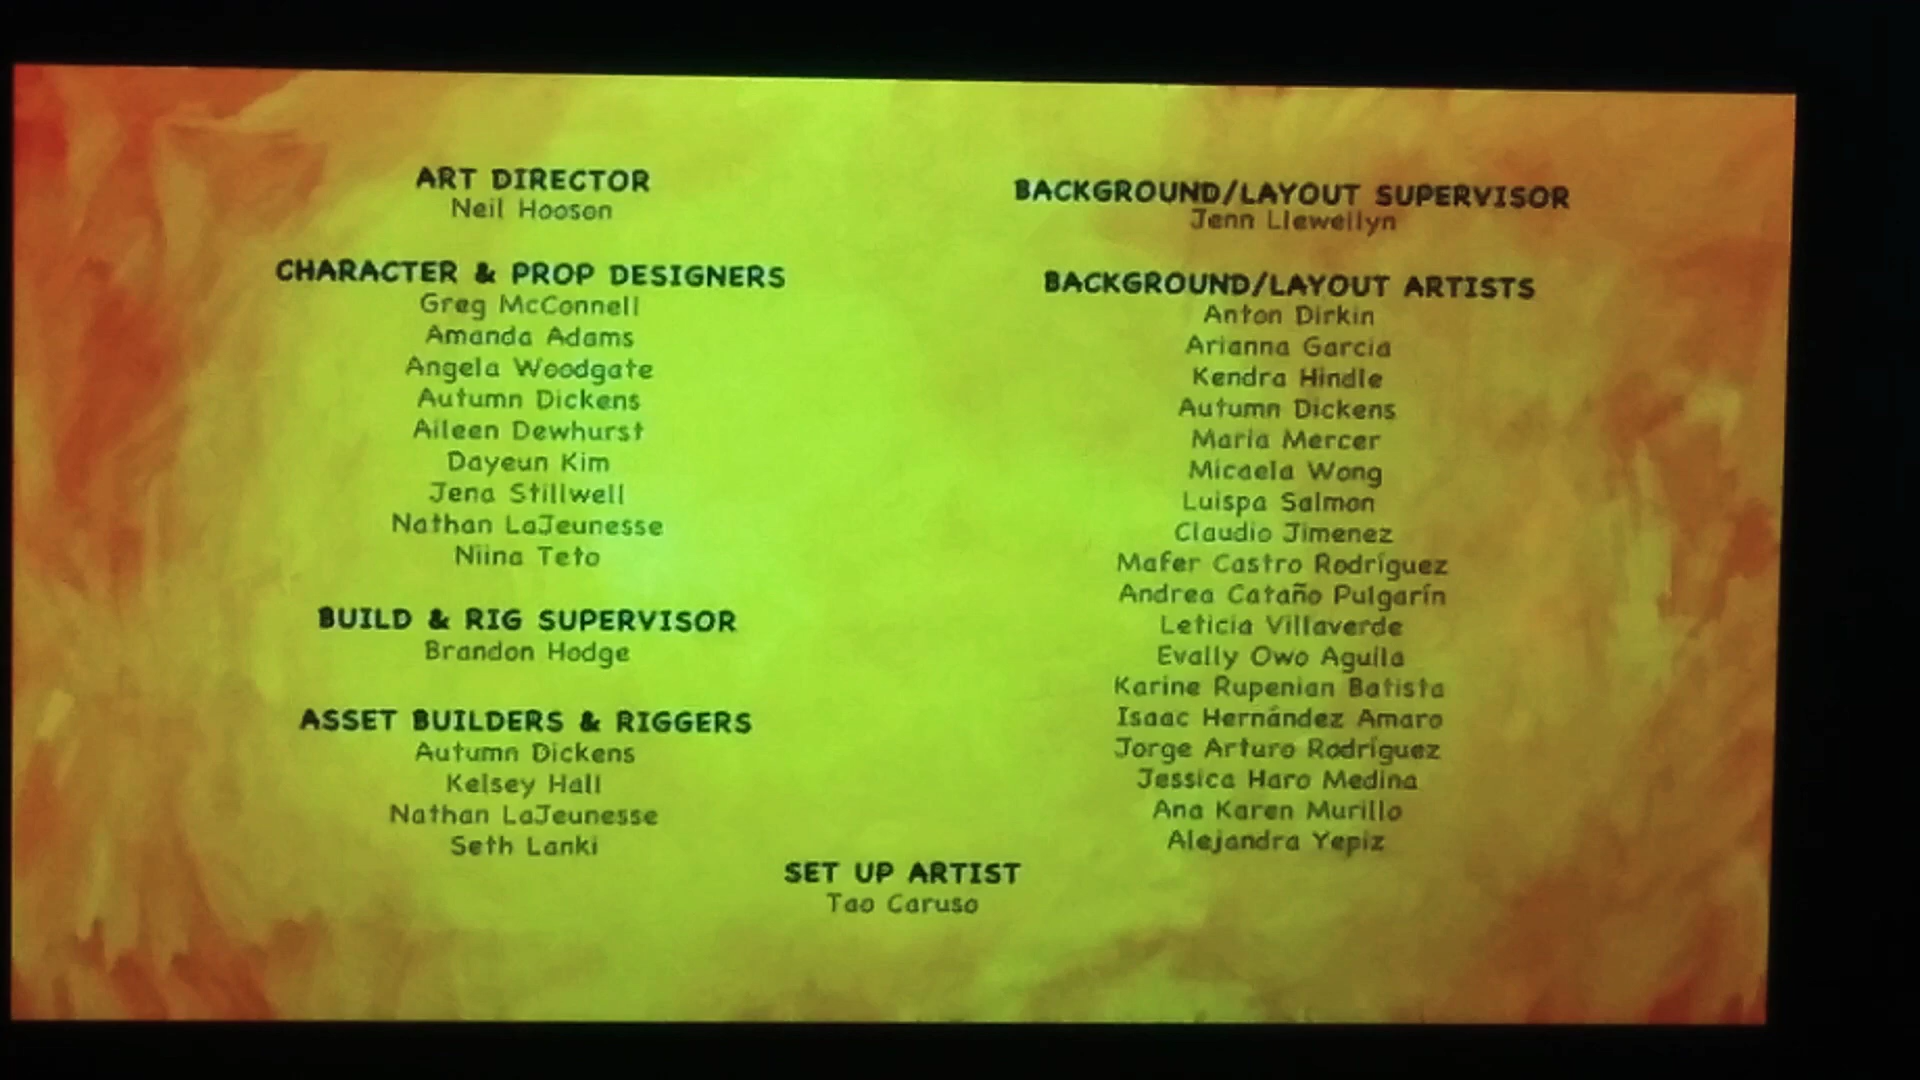 ART DIRECTOR
Neil Hooson
CHARACTER & PROP DESIGNERS
Greg McConnell
Amanda Adams
Angela Woodgate
Autumn Dickens
Aileen Dewhurst
Dayeun Kim
Jena Stillwell
Nathan LaJeunesse
Niina Teto
BUILD & RIG SUPERVISOR
Brandon Hodge
ASSET BUILDERS & RIGGERS
Autumn Dickens
Kelsey Hall
Nathan LaJeunesse
Seth Lanki
BACKGROUND/LAYOUT SUPERVISOR
Jenn Llewellyn
BACKGROUND/LAYOUT ARTISTS
Anton Dirkin
Arianna Garcia
Kendra Hindle
Autumn Dickens
Maria Mercer
Micaela Wong
Luispa Salmon
Claudio Jimenez
Mafer Castro Rodríguez
Andrea Cataño Pulgarín
Leticia Villaverde
Evally Owo Aguila
Karine Rupenian Batista
Isaac Hernández Amaro
Jorge Arturo Rodríguez
Jessica Haro Medina
Ana Karen Murillo
Alejandra Yepiz
SET UP ARTIST
Tao Caruso